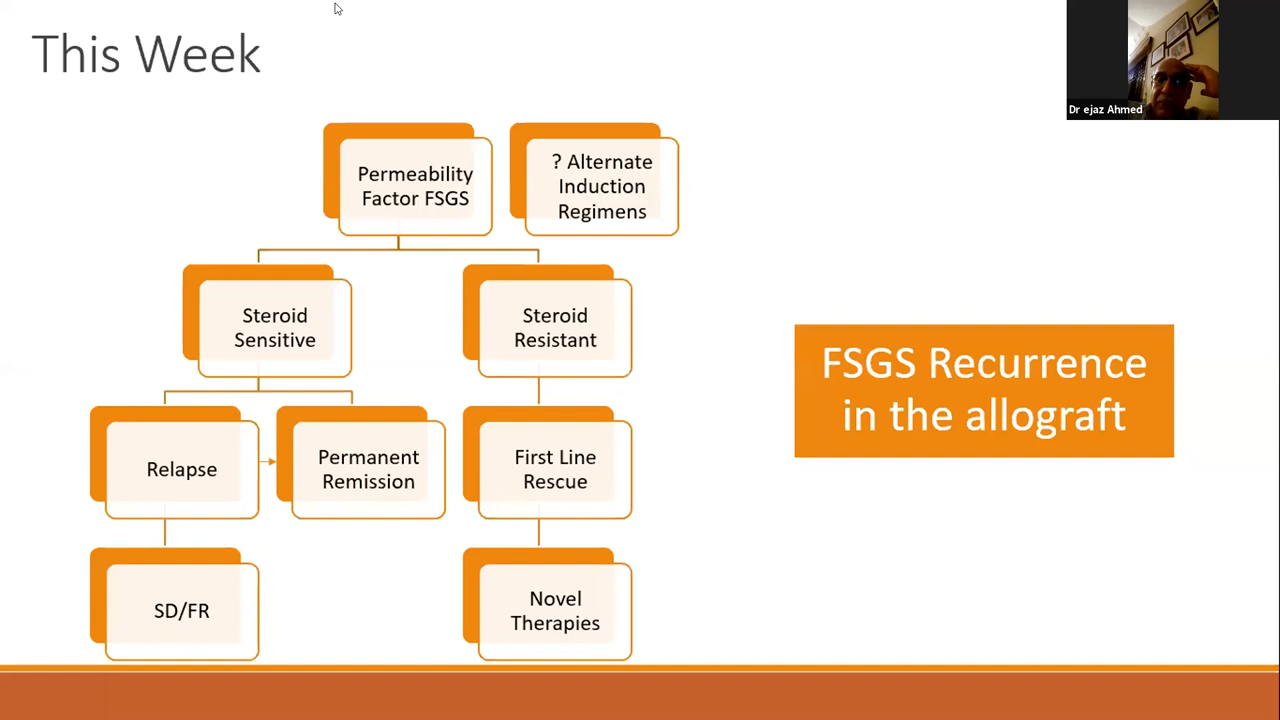 This Week
Dr ejaz Ahmed
Permeability
Factor FSGS
? Alternate
Induction
Regimens
Steroid
Sensitive
Steroid
Resistant
FSGS Recurrence
in the allograft
Relapse
Permanent
Remission
First Line
Rescue
SD/FR
Novel
Therapies